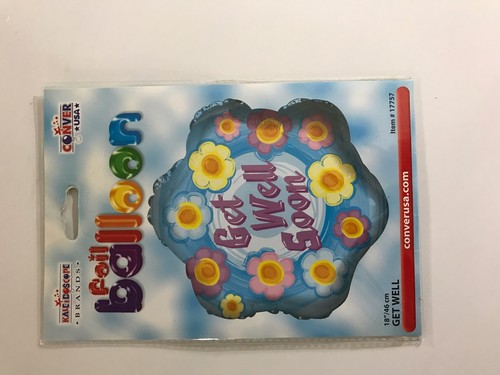 KALEIDOSCOPE
BRANDS
CONVER
USA
foil
balloon
Get
Well
Soon
converusa.com
18"/46 cm
GET WELL
Item # 17757